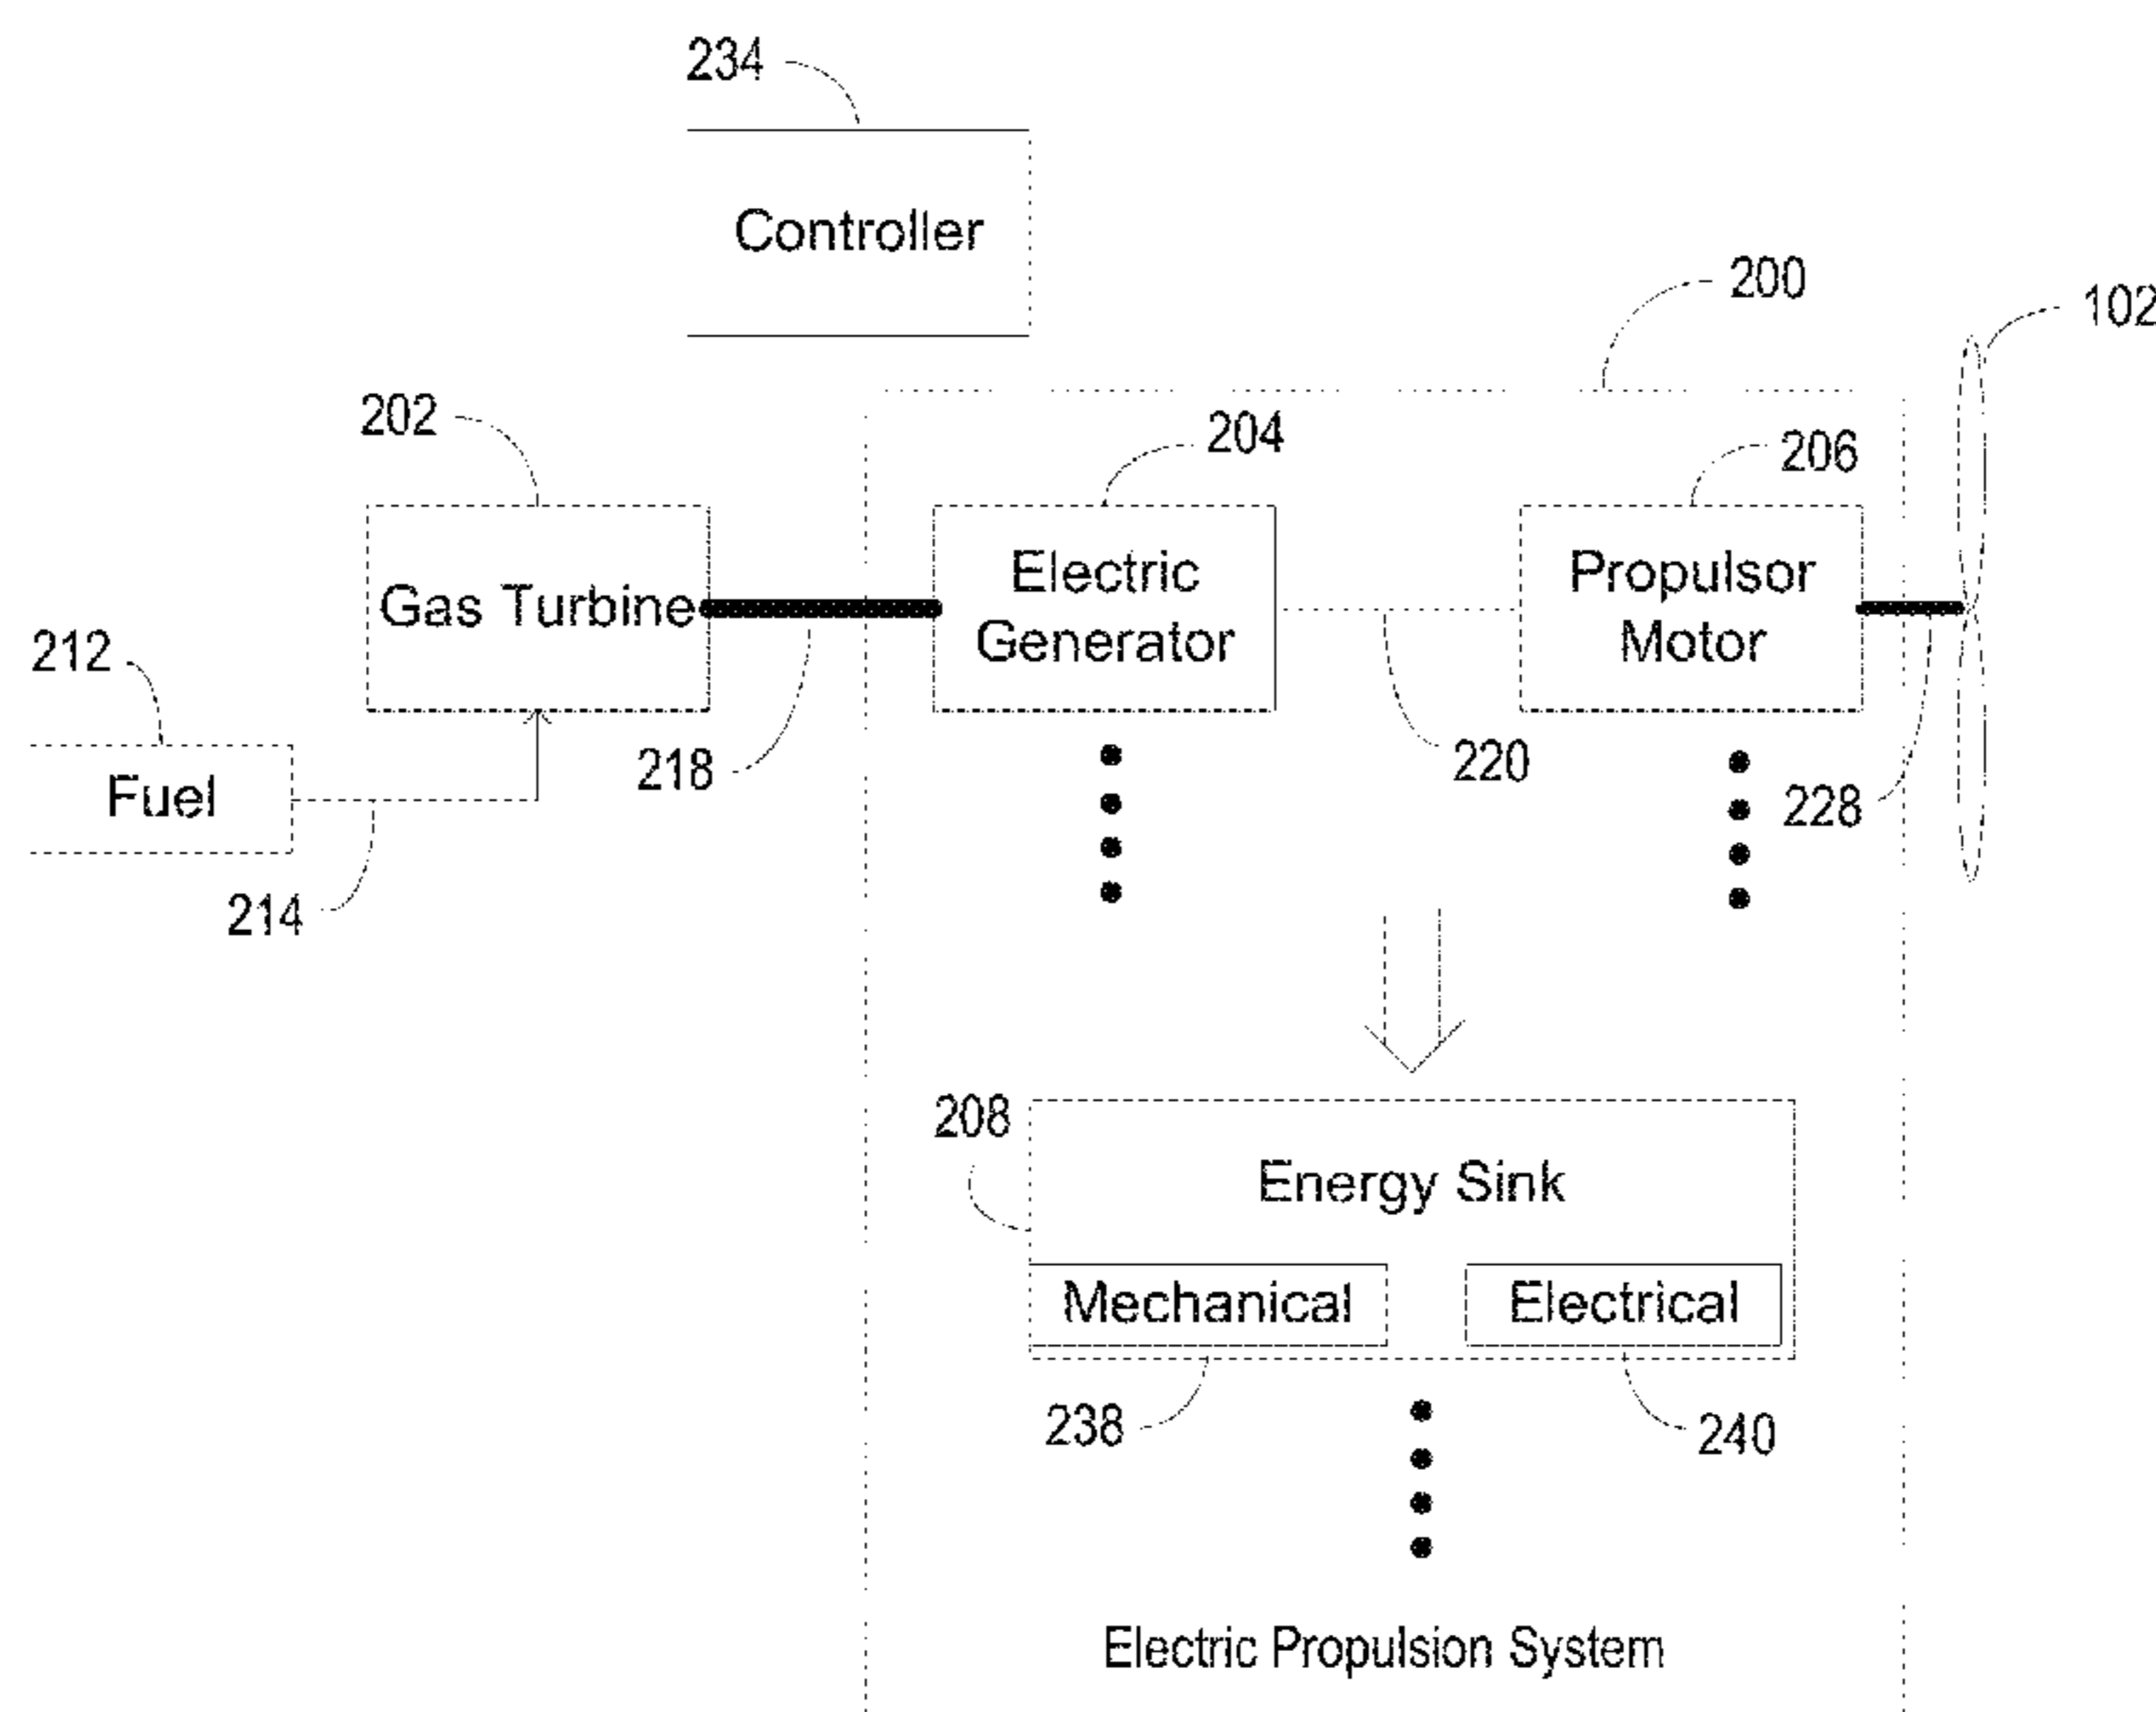 234
Controller
200
102
202
204
206
Gas Turbine
Electric
Generator
Propulsor
Motor
212
218
220
228
Fuel
214
208
Energy Sink
Mechanical
Electrical
238
240
Electric Propulsion System